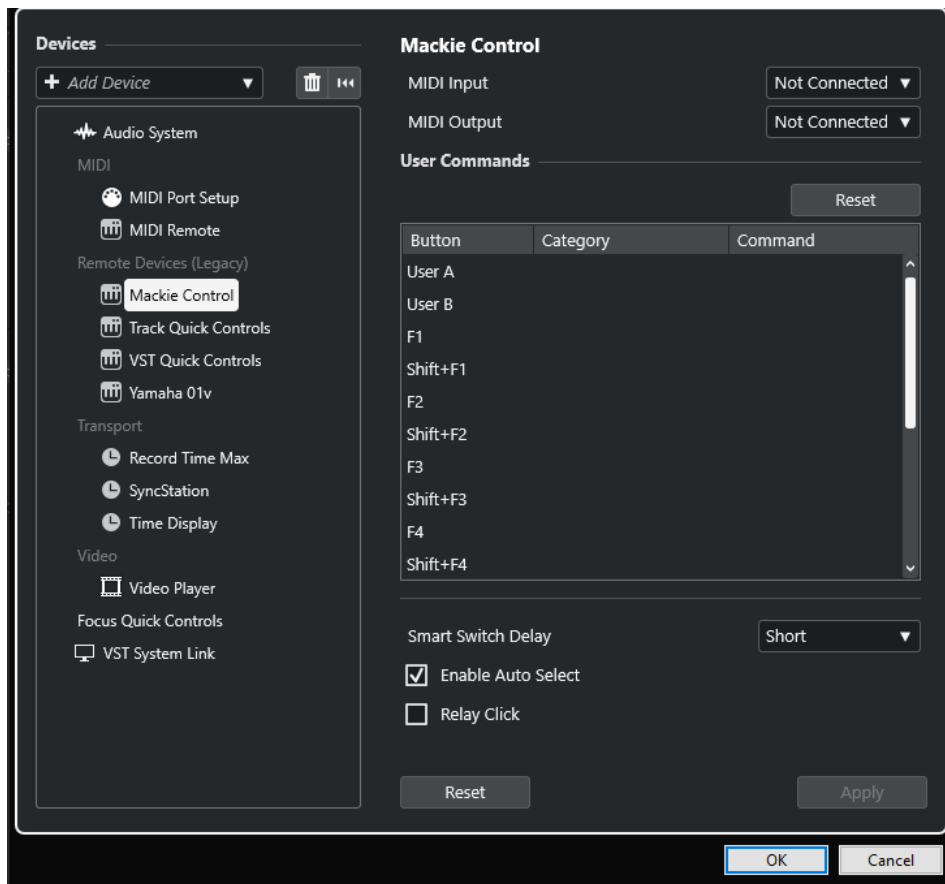 Devices
Add Device
Audio System
MIDI
MIDI Port Setup
MIDI Remote
Remote Devices (Legacy)
Mackie Control
Track Quick Controls
VST Quick Controls
Yamaha 01v
Transport
Record Time Max
SyncStation
Time Display
Video
Video Player
Focus Quick Controls
VST System Link
Mackie Control
MIDI Input Not Connected
MIDI Output Not Connected
User Commands
Reset
Button Category Command
User A
User B
F1
Shift+F1
F2
Shift+F2
F3
Shift+F3
F4
Shift+F4
Smart Switch Delay Short
Enable Auto Select
Relay Click
Reset Apply
OK Cancel